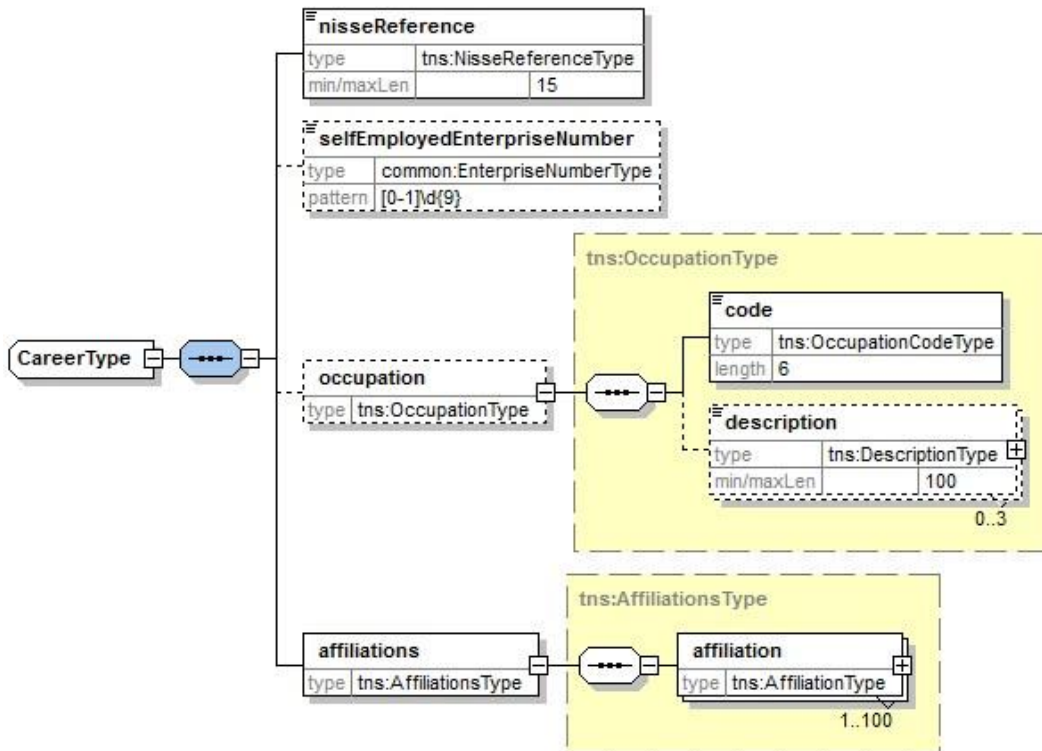 nisseReference
type tns:NisseReferenceType
min/maxLen 15
selfEmployedEnterpriseNumber
type common:EnterpriseNumberType
pattern [0-1]\d{9}
tns:OccupationType
code
type tns:OccupationCodeType
length 6
CareerType
occupation
type tns:OccupationType
description
type tns:DescriptionType
min/maxLen 100
0..3
tns:AffiliationsType
affiliations
type tns:AffiliationsType
affiliation
type tns:AffiliationType
1..100